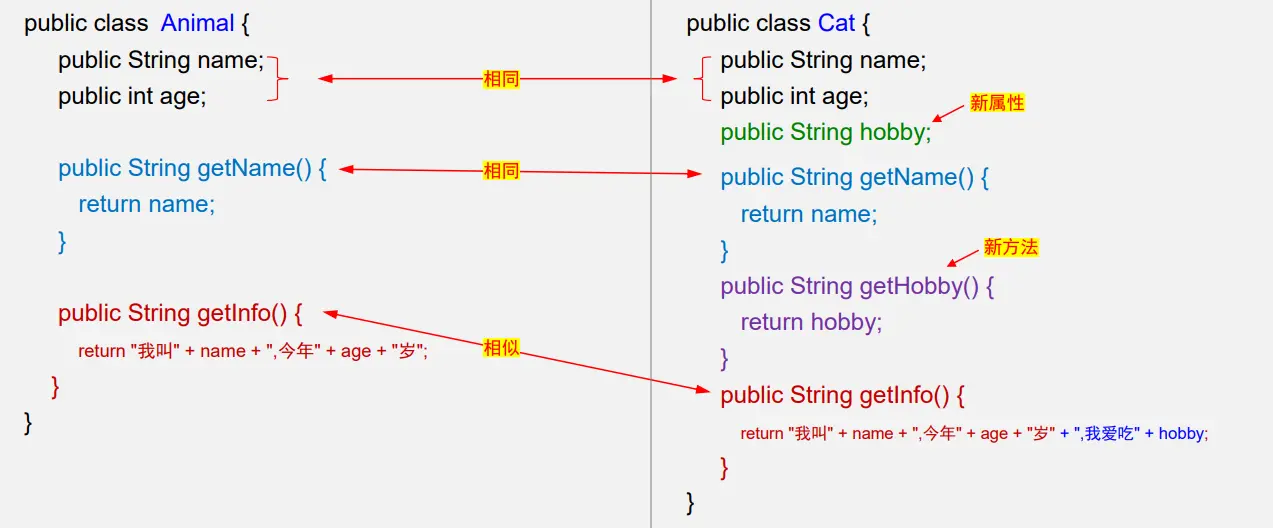 public class Animal {
public String name;
public int age;
public String getName() {
return name;
}
public String getInfo() {
return "我叫" + name + ",今年" + age + "岁";
}
}
相同
相同
相似
public class Cat {
public String name;
public int age;
public String hobby;
新属性
public String getName() {
return name;
}
新方法
public String getHobby() {
return hobby;
}
public String getInfo() {
return "我叫" + name + ",今年" + age + "岁" + ",我爱吃" + hobby;
}
}